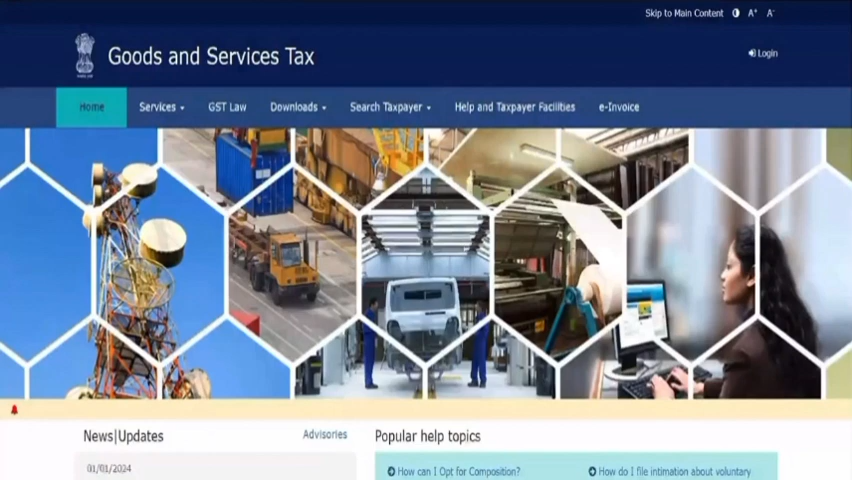 Skip to Main Content A+ A-
Goods and Services Tax
Login
Home Services GST Law Downloads Search Taxpayer Help and Taxpayer Facilities e-Invoice
News|Updates Advisories Popular help topics
01/01/2024
How can I Opt for Composition? How do I file intimation about voluntary